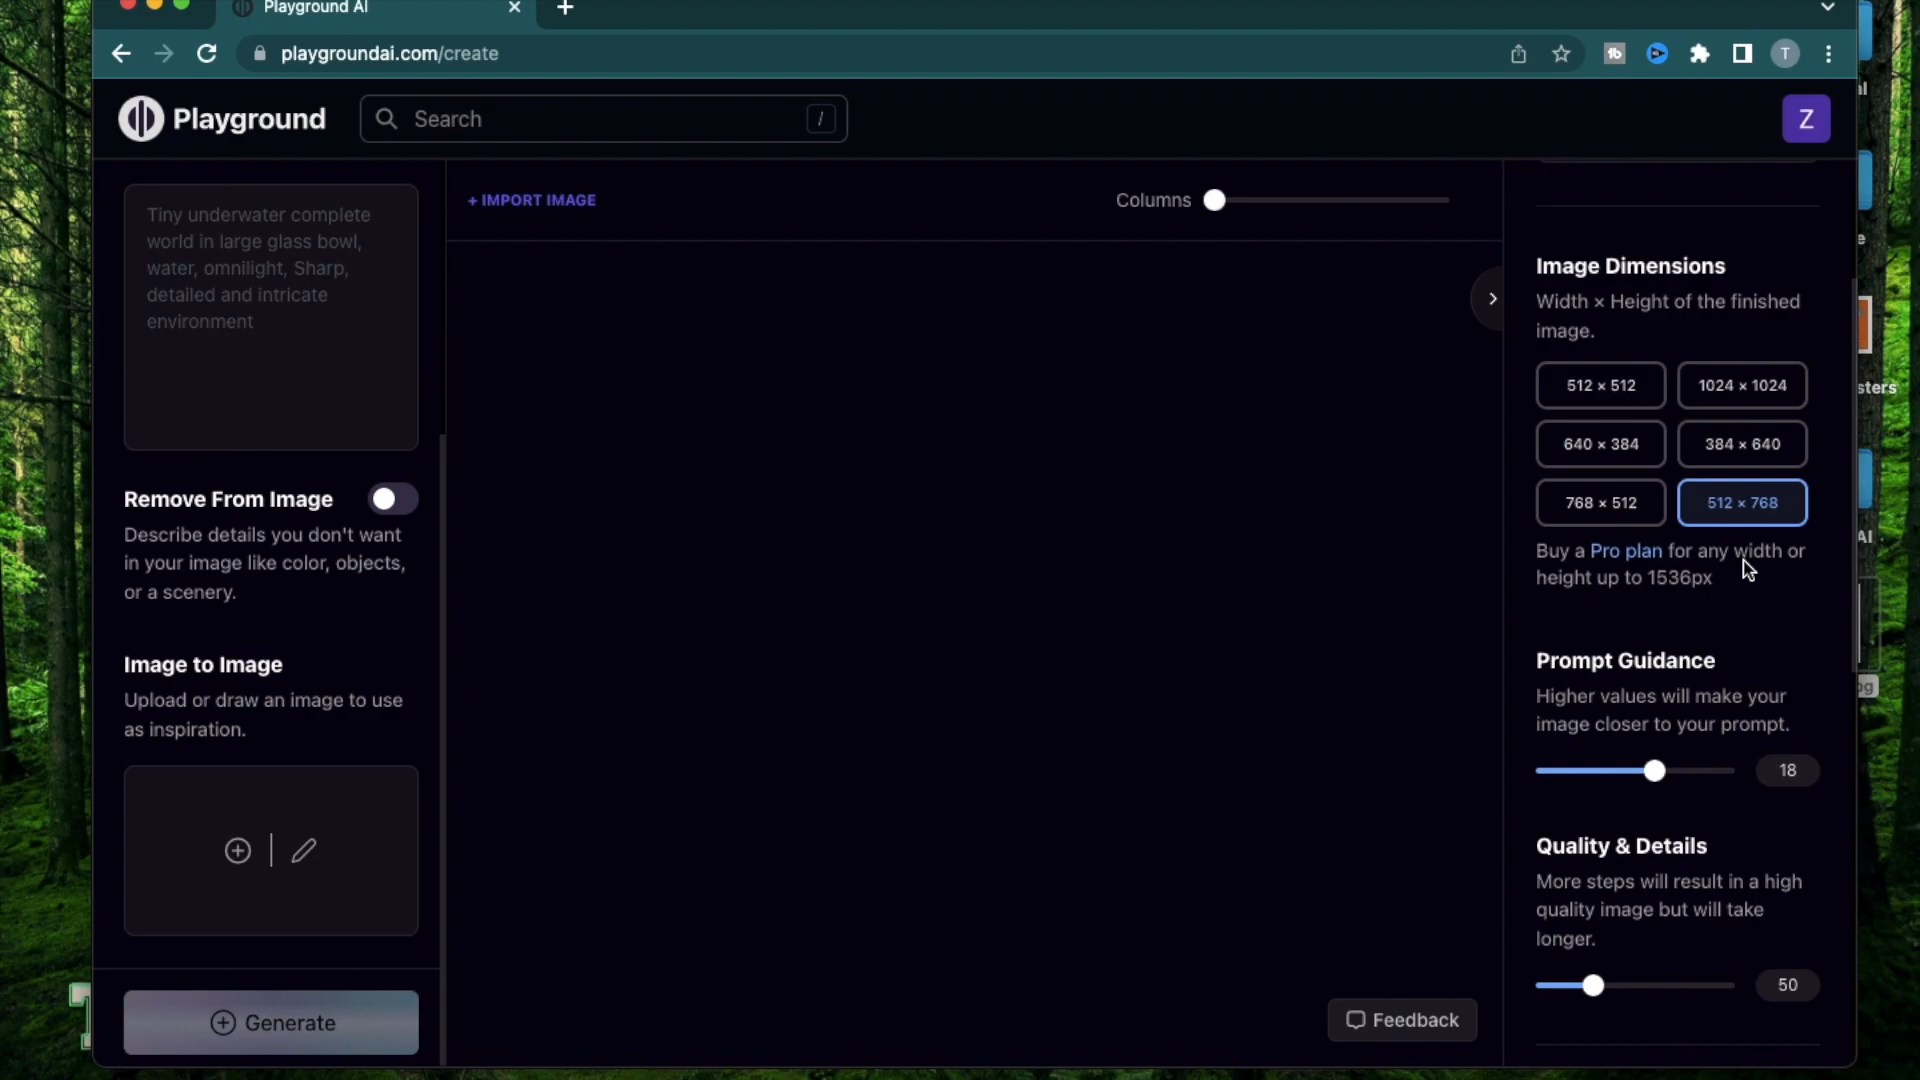 Playground AI
playgroundai.com/create
T
Playground
Search
/
Z
Tiny underwater complete
world in large glass bowl,
water, omnilight, Sharp,
detailed and intricate
environment
Remove From Image
Describe details you don't want
in your image like color, objects,
or a scenery.
Image to Image
Upload or draw an image to use
as inspiration.
Generate
+ IMPORT IMAGE
Columns
Feedback
Image Dimensions
Width × Height of the finished
image.
512 × 512
1024 × 1024
640 × 384
384 × 640
768 × 512
512 × 768
Buy a Pro plan for any width or
height up to 1536px
Prompt Guidance
Higher values will make your
image closer to your prompt.
18
Quality & Details
More steps will result in a high
quality image but will take
longer.
50
sters
AI